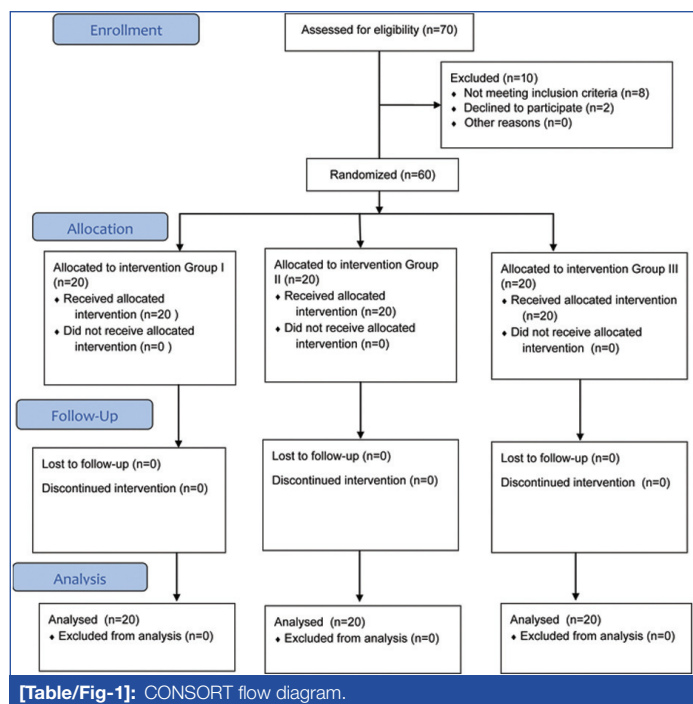 Enrollment
Assessed for eligibility (n=70)
Excluded (n=10)
♦ Not meeting inclusion criteria (n=8)
♦ Declined to participate (n=2)
♦ Other reasons (n=0)
Randomized (n=60)
Allocation
Allocated to intervention Group I
(n=20)
♦ Received allocated
intervention (n=20 )
♦ Did not receive allocated
intervention (n=0 )
Allocated to intervention Group
II (n=20)
♦ Received allocated
intervention (n=20)
♦ Did not receive allocated
intervention (n=0)
Allocated to intervention Group III
(n=20)
♦ Received allocated intervention
(n=20)
♦ Did not receive allocated
intervention  (n=0)
Follow-Up
Lost to follow-up (n=0)
Discontinued intervention (n=0)
Lost to follow-up (n=0)
Discontinued intervention (n=0)
Lost to follow-up (n=0)
Discontinued intervention  (n=0)
Analysis
Analysed  (n=20)
♦ Excluded from analysis (n=0)
Analysed  (n=20)
♦ Excluded from analysis (n=0)
Analysed  (n=20)
♦ Excluded from analysis (n=0)
[Table/Fig-1]: CONSORT flow diagram.